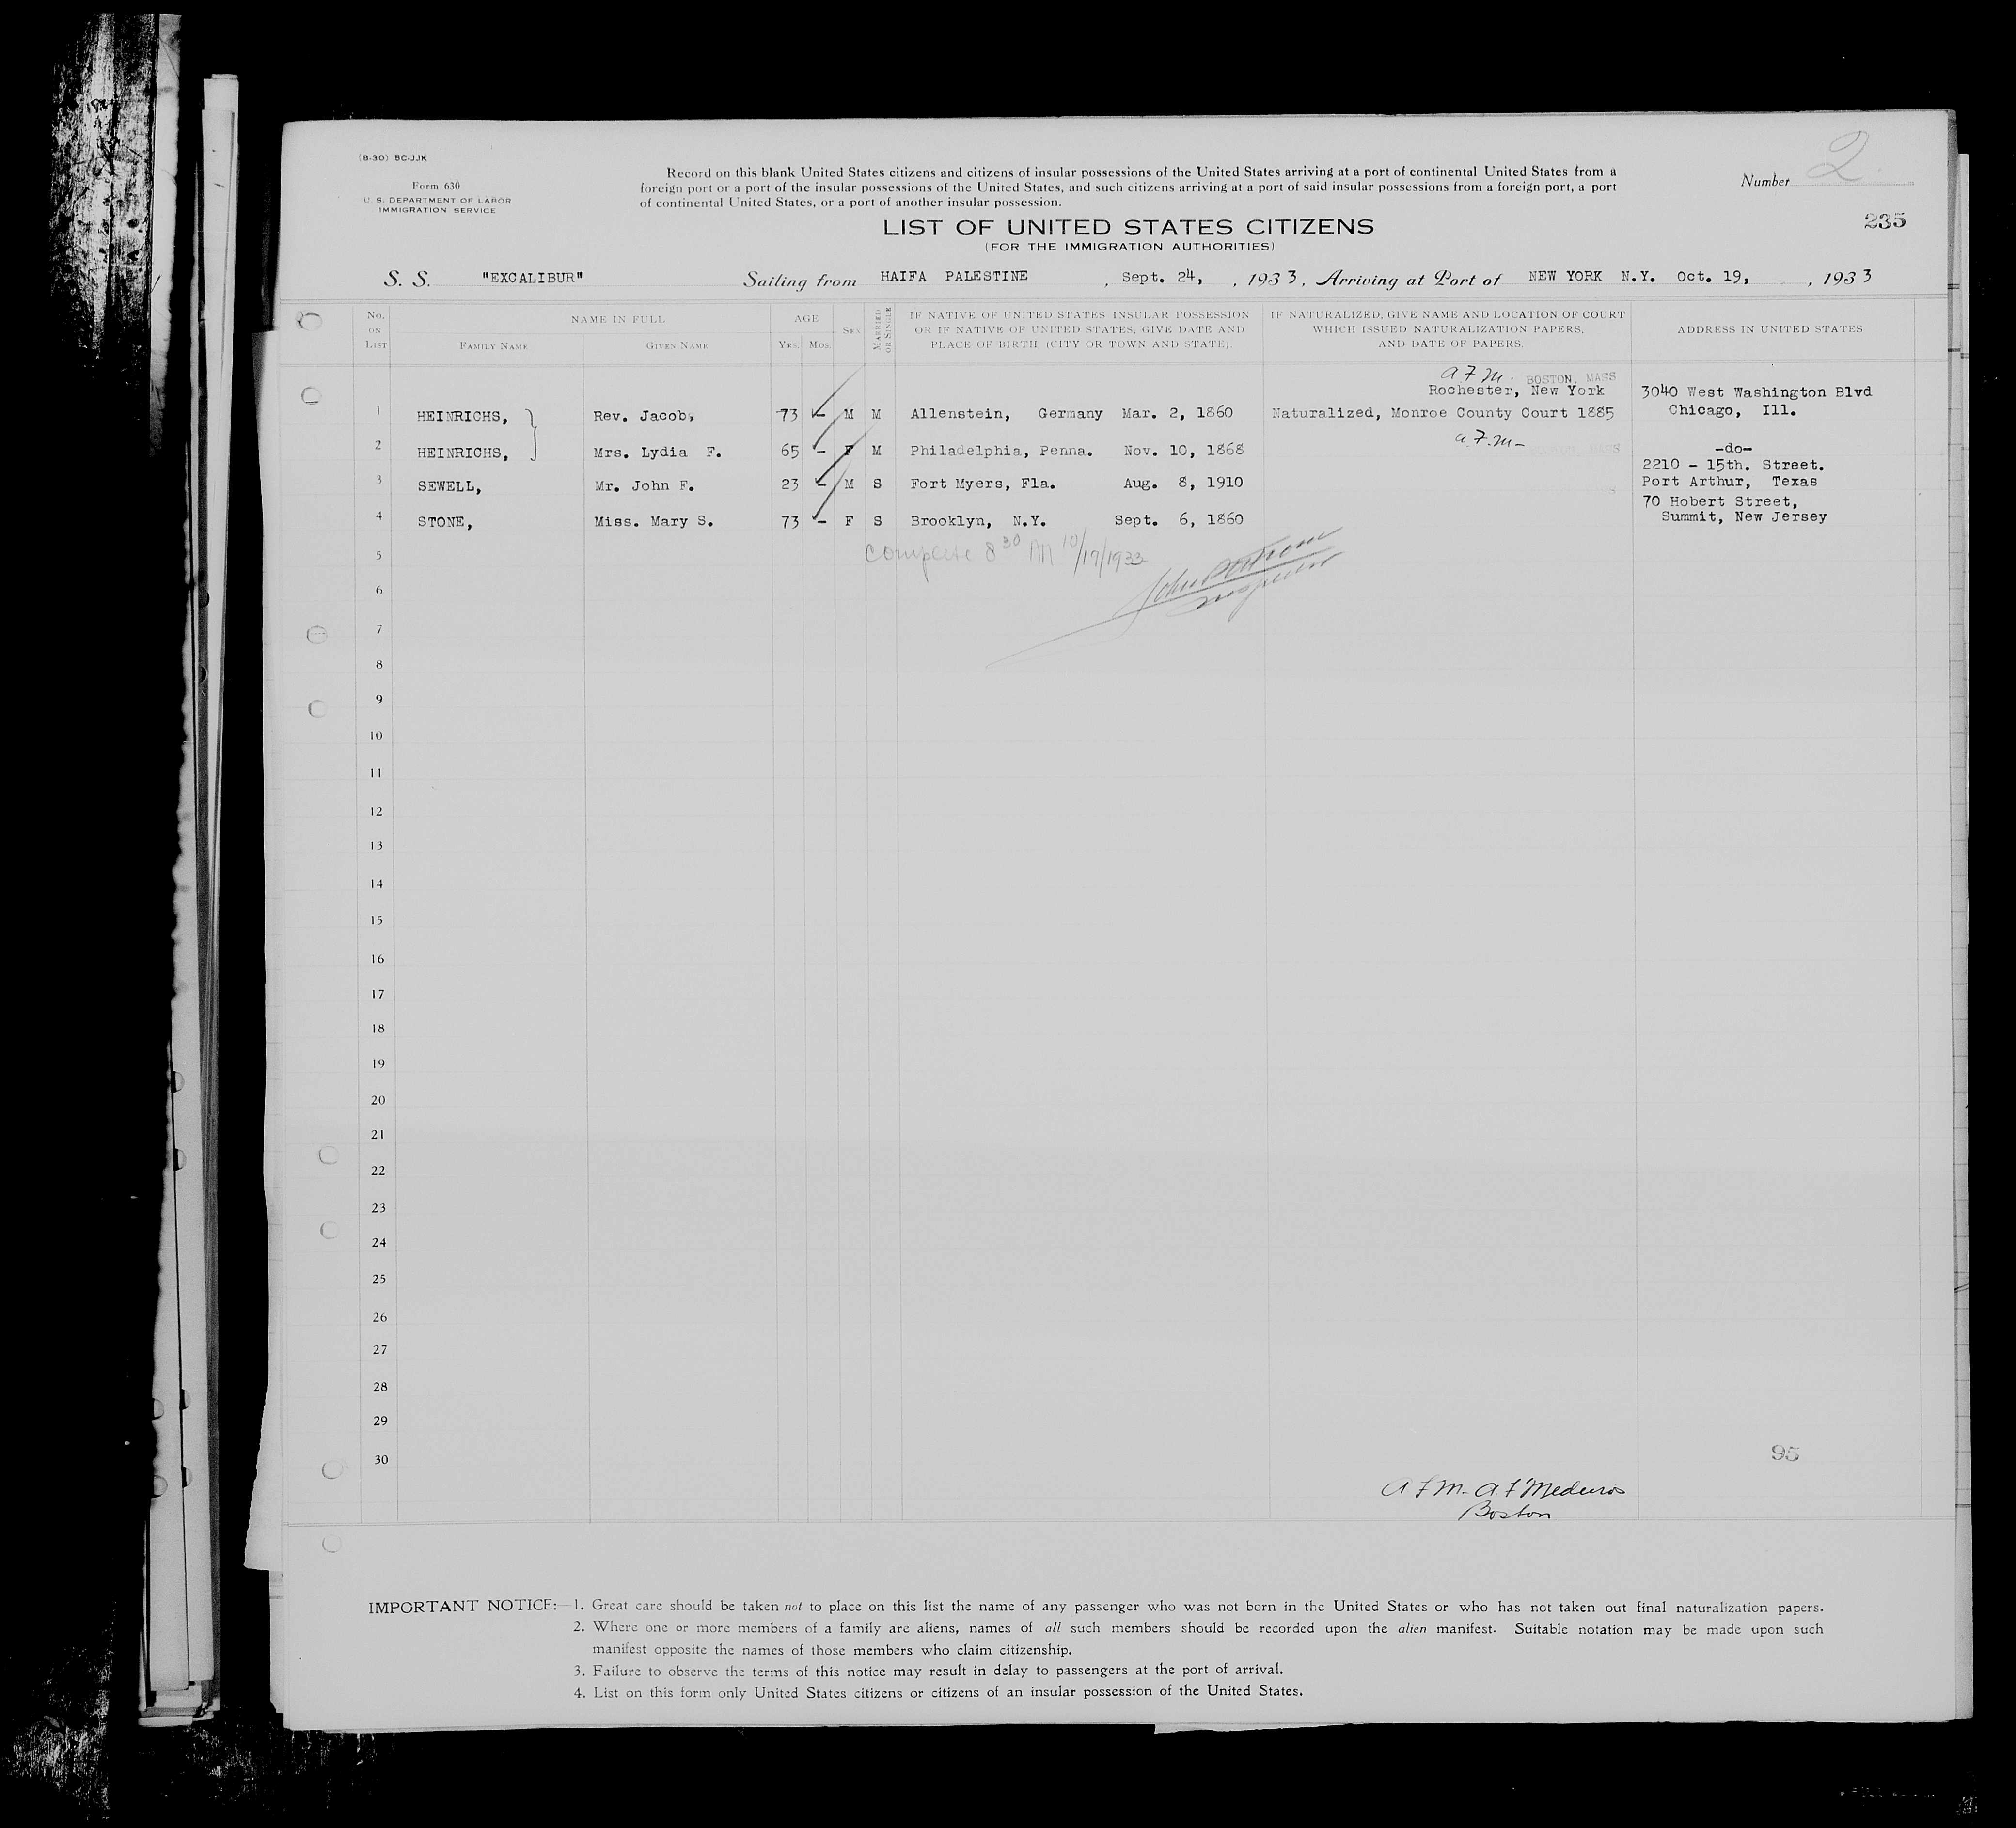 (8-30) BC-JJK
Form 630
U. S. DEPARTMENT OF LABOR
IMMIGRATION SERVICE
Record on this blank United States citizens and citizens of insular possessions of the United States arriving at a port of continental United States from a
foreign port or a port of the insular possessions of the United States, and such citizens arriving at a port of said insular possessions from a foreign port, a port
of continental United States, or a port of another insular possession.
Number 2
235
LIST OF UNITED STATES CITIZENS
(FOR THE IMMIGRATION AUTHORITIES)
S. S. "EXCALIBUR" Sailing from HAIFA PALESTINE , Sept. 24, , 1933, Arriving at Port of NEW YORK N.Y. Oct. 19, , 1933
No. ON LIST
NAME IN FULL
FAMILY NAME
GIVEN NAME
AGE
YRS. MOS.
SEX
MARRIED OR SINGLE
IF NATIVE OF UNITED STATES INSULAR POSSESSION
OR IF NATIVE OF UNITED STATES, GIVE DATE AND
PLACE OF BIRTH (CITY OR TOWN AND STATE).
IF NATURALIZED, GIVE NAME AND LOCATION OF COURT
WHICH ISSUED NATURALIZATION PAPERS,
AND DATE OF PAPERS.
ADDRESS IN UNITED STATES
a F m. BOSTON, MASS
Rochester, New York 3040 West Washington Blvd
1 HEINRICHS, Rev. Jacob, 73 - M M Allenstein, Germany Mar. 2, 1860 Naturalized, Monroe County Court 1885 Chicago, Ill.
a.F.m-
2 HEINRICHS, Mrs. Lydia F. 65 - F M Philadelphia, Penna. Nov. 10, 1868 BOSTON, MASS -do-
2210 - 15th. Street.
3 SEWELL, Mr. John F. 23 - M S Fort Myers, Fla. Aug. 8, 1910 Port Arthur, Texas
70 Hobert Street,
4 STONE, Miss. Mary S. 73 - F S Brooklyn, N.Y. Sept. 6, 1860 Summit, New Jersey
5 Complete 8 30 AM 10/19/1933
6 Inspector
7
8
9
10
11
12
13
14
15
16
17
18
19
20
21
22
23
24
25
26
27
28
29
30
95
A F M- A F Medeiros
Boston
IMPORTANT NOTICE:—1. Great care should be taken not to place on this list the name of any passenger who was not born in the United States or who has not taken out final naturalization papers.
2. Where one or more members of a family are aliens, names of all such members should be recorded upon the alien manifest. Suitable notation may be made upon such
manifest opposite the names of those members who claim citizenship.
3. Failure to observe the terms of this notice may result in delay to passengers at the port of arrival.
4. List on this form only United States citizens or citizens of an insular possession of the United States.